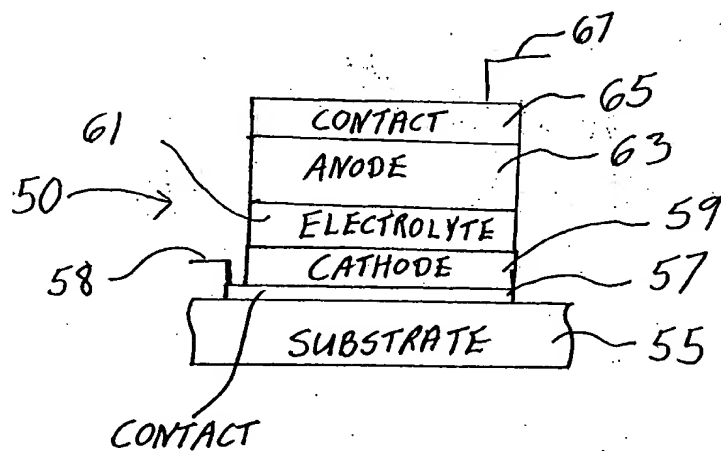 67
CONTACT
65
61
ANODE
63
50
ELECTROLYTE
59
58
CATHODE
57
SUBSTRATE
55
CONTACT